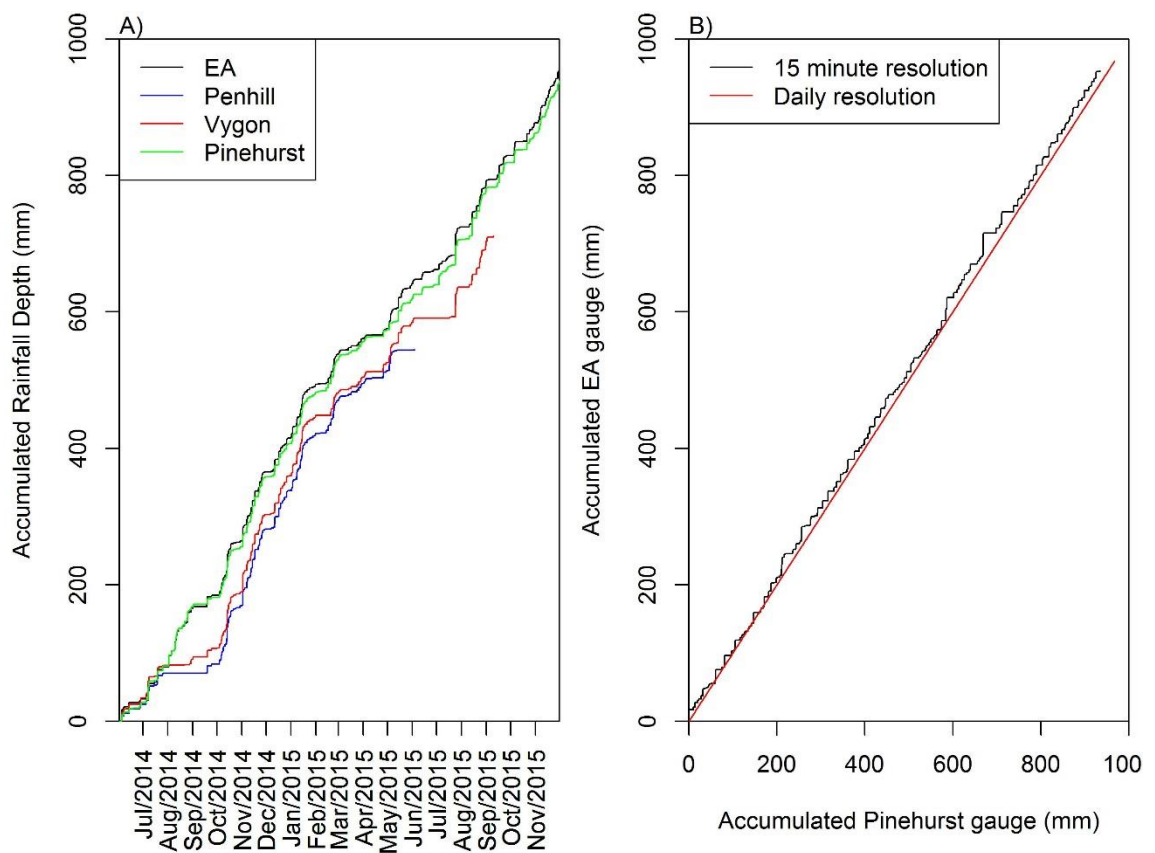 A)
EA
Penhill
Vygon
Pinehurst
Accumulated Rainfall Depth (mm)
0
200
400
600
800
1000
Jul/2014
Aug/2014
Sep/2014
Oct/2014
Nov/2014
Dec/2014
Jan/2015
Feb/2015
Mar/2015
Apr/2015
May/2015
Jun/2015
Jul/2015
Aug/2015
Sep/2015
Oct/2015
Nov/2015
B)
15 minute resolution
Daily resolution
Accumulated EA gauge (mm)
0
200
400
600
800
1000
0
200
400
600
800
100
Accumulated Pinehurst gauge (mm)